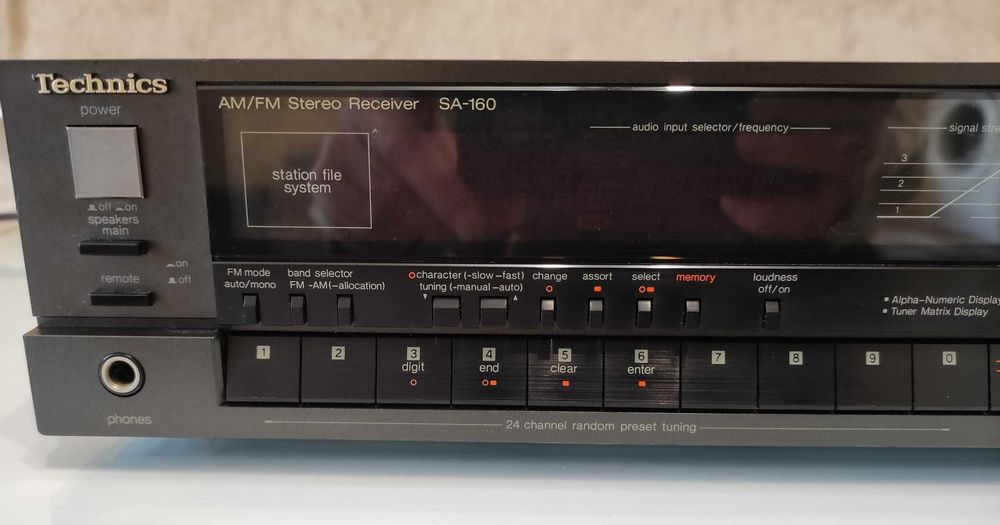 Technics
power
off on
speakers
main
remote
on
off
phones
AM/FM Stereo Receiver SA-160
station file
system
audio input selector/frequency
signal stre
3
2
1
FM mode
auto/mono
band selector
FM -AM(-allocation)
character (-slow -fast)
tuning (-manual -auto)
change
assort
select
memory
loudness
off/on
Alpha-Numeric Display
Tuner Matrix Display
1
2
3
digit
4
end
5
clear
6
enter
7
8
9
0
24 channel random preset tuning